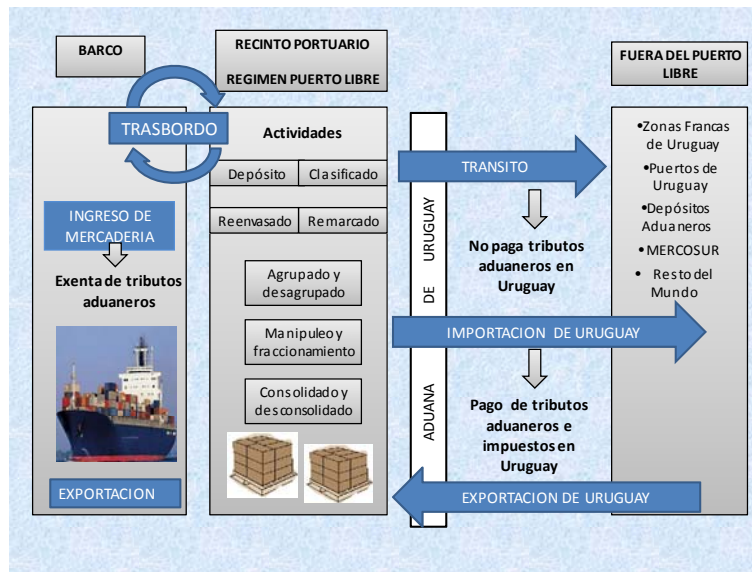 BARCO
RECINTO PORTUARIO
REGIMEN PUERTO LIBRE
FUERA DEL PUERTO
LIBRE
TRASBORDO
INGRESO DE
MERCADERIA
Exenta de tributos
aduaneros
EXPORTACION
Actividades
Depósito
Clasificado
Reenvasado
Remarcado
Agrupado y
desagrupado
Manipuleo y
fraccionamiento
Consolidado y
desconsolidado
ADUANA DE URUGUAY
TRANSITO
No paga tributos
aduaneros en
Uruguay
IMPORTACION DE URUGUAY
Pago de tributos
aduaneros e
impuestos en
Uruguay
EXPORTACION DE URUGUAY
•Zonas Francas
de Uruguay
•Puertos de
Uruguay
•Depósitos
Aduaneros
•MERCOSUR
• Resto del
Mundo